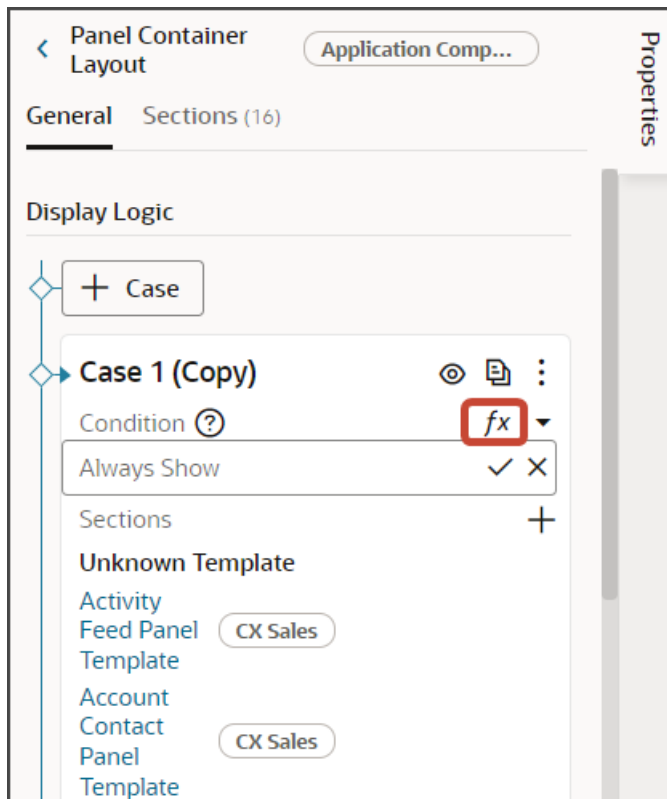 Panel Container
Layout
Application Comp...
Properties
General Sections (16)
Display Logic
+ Case
Case 1 (Copy)
Condition ? fx
Always Show
Sections +
Unknown Template
Activity
Feed Panel
Template
CX Sales
Account
Contact
Panel
Template
CX Sales